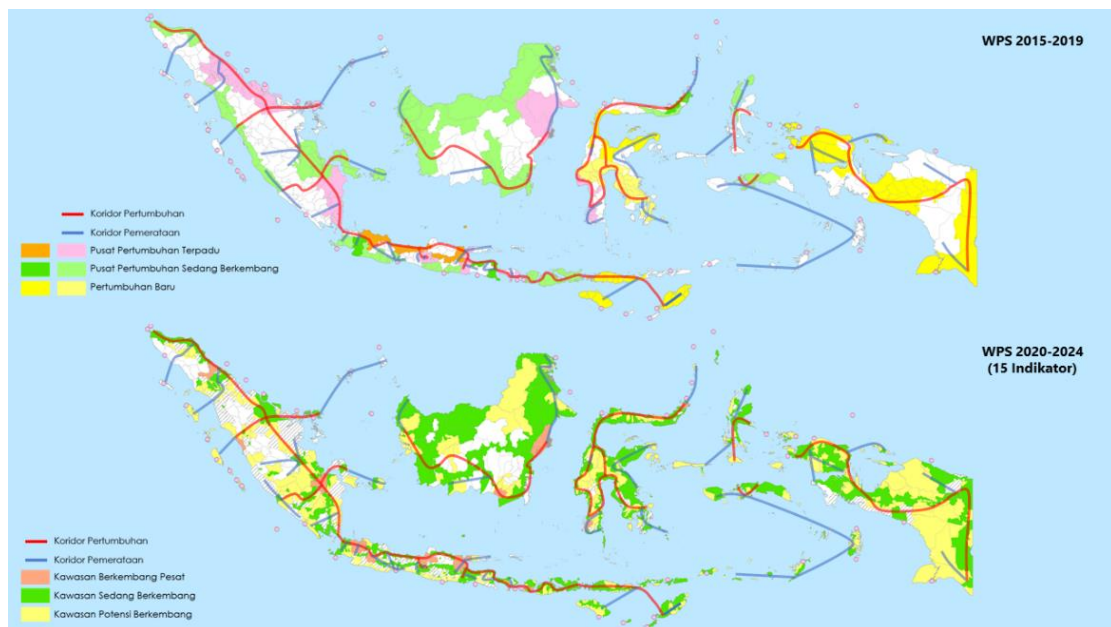 WPS 2015-2019
Koridor Pertumbuhan
Koridor Pemerataan
Pusat Pertumbuhan Terpadu
Pusat Pertumbuhan Sedang Berkembang
Pertumbuhan Baru
WPS 2020-2024
(15 Indikator)
Koridor Pertumbuhan
Koridor Pemerataan
Kawasan Berkembang Pesat
Kawasan Sedang Berkembang
Kawasan Potensi Berkembang